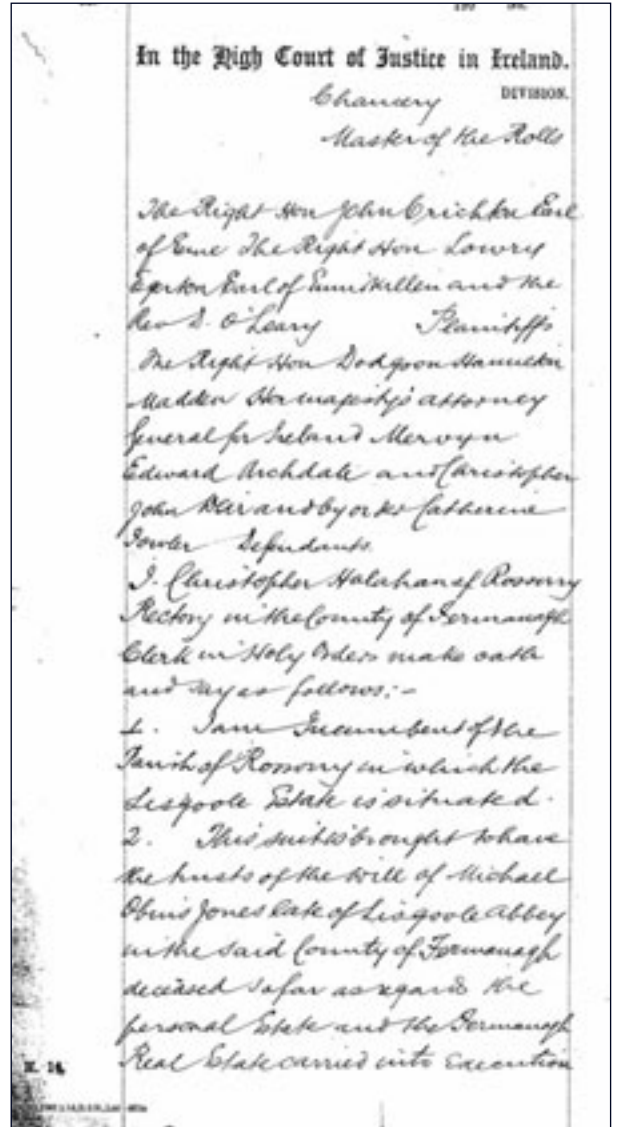 In the High Court of Justice in Ireland.
Chancery DIVISION.
Master of the Rolls
The Right Hon John Crichton Earl
of Erne The Right Hon Lowry
Egerton Earl of Enniskillen and the
Rev D. O'Leary Plaintiffs
The Right Hon Dodgson Hamilton
Madden Her majesty's attorney
General for Ireland Mervyn
Edward Archdale and Christopher
John and by order Catherine
Defendants.
I. Christopher Halahan of Rossorry
Rectory in the County of Fermanagh
Clerk in Holy Orders make oath
and say as follows:-
1. I am Incumbent of the
Parish of Rossorry in which the
Lisgoole Estate is situated.
2. This suit is brought to have
the trusts of the will of Michael
Obins Jones late of Lisgoole Abbey
in the said County of Fermanagh
deceased so far as regards the
personal Estate and the Fermanagh
Real Estate carried into execution